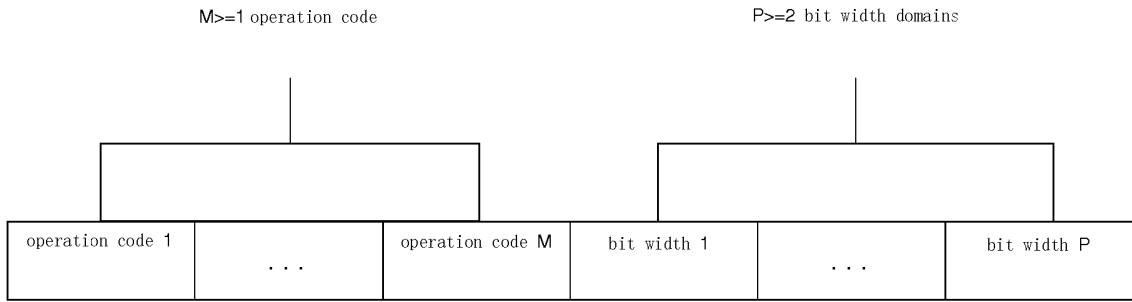 M>=1 operation code
P>=2 bit width domains
operation code 1
...
operation code M
bit width 1
...
bit width P